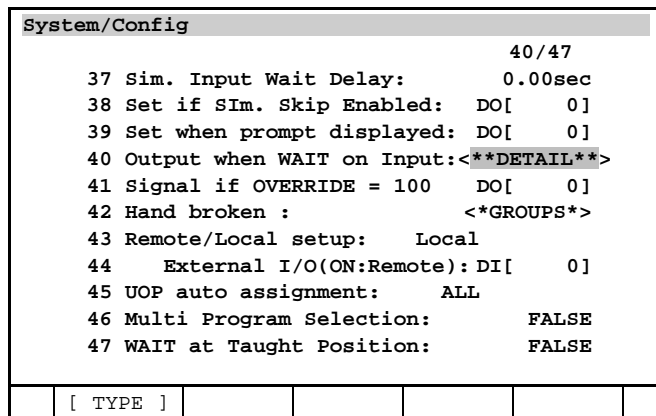 System/Config
40/47
37 Sim. Input Wait Delay: 0.00sec
38 Set if SIm. Skip Enabled: DO[ 0]
39 Set when prompt displayed: DO[ 0]
40 Output when WAIT on Input:<**DETAIL**>
41 Signal if OVERRIDE = 100 DO[ 0]
42 Hand broken : <*GROUPS*>
43 Remote/Local setup: Local
44 External I/O(ON:Remote): DI[ 0]
45 UOP auto assignment: ALL
46 Multi Program Selection: FALSE
47 WAIT at Taught Position: FALSE
[ TYPE ]